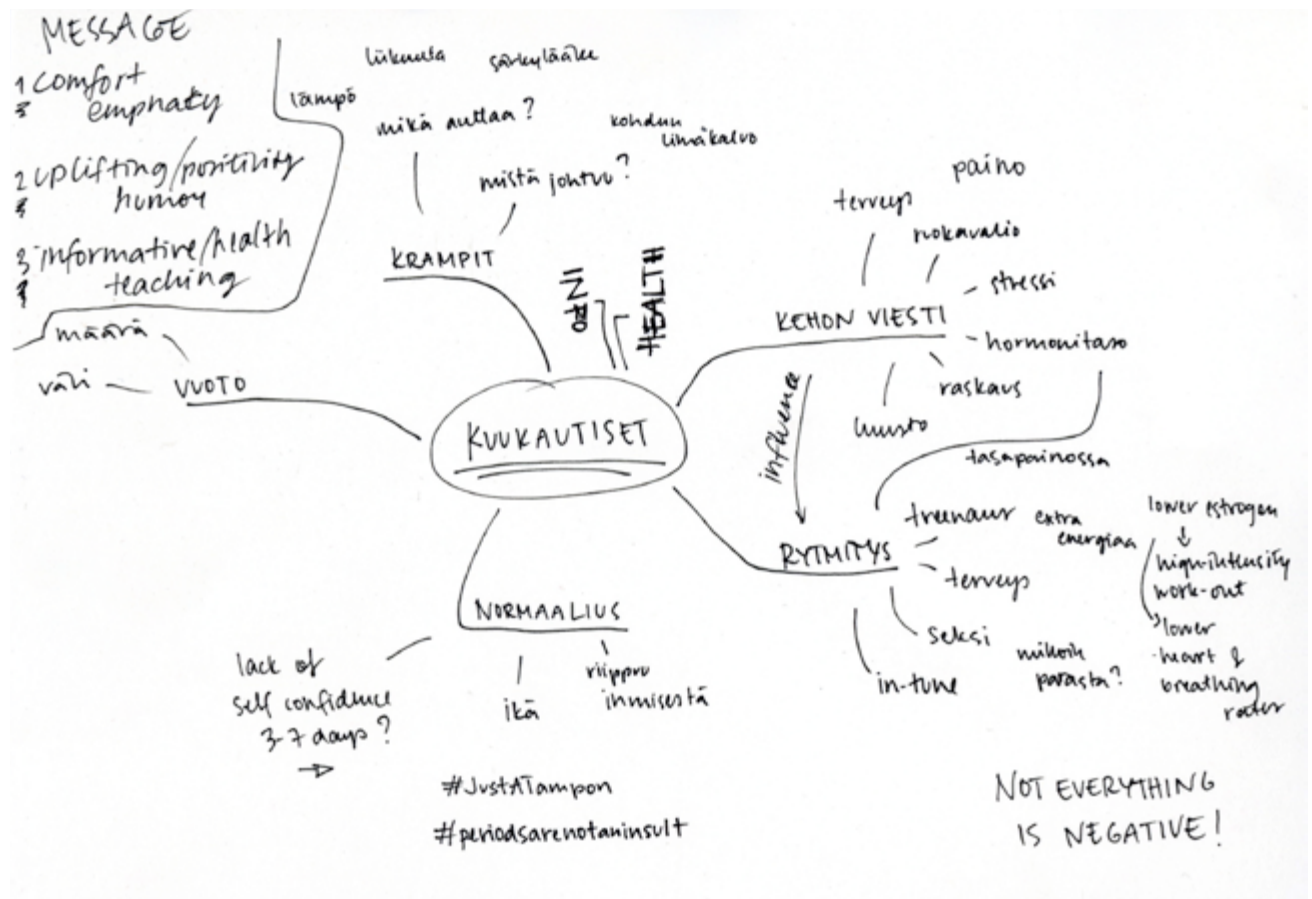 MESSAGE
1 comfort
emphaty
2 uplifting/positivity
humor
3 informative/health
teaching
liikunta
särkylääke
lämpö
mikä auttaa?
kohdun
limakalvo
mistä johtuu?
KRAMPIT
INFO
HEALTH
määrä
väri
VUOTO
KUUKAUTISET
paino
terveys
ruokavalio
stressi
KEHON VIESTI
hormonitaso
raskaus
luusto
influence
tasapainossa
RYTMITYS
treenaus
extra
energiaa
terveys
seksi
milloin
parasta?
in-tune
lower estrogen
high-intensity
work-out
lower
heart &
breathing
rates
NORMAALIUS
lack of
self confidence
3-7 days?
ikä
riippuu
ihmisestä
#JustATampon
#periodsarenotaninsult
NOT EVERYTHING
IS NEGATIVE!